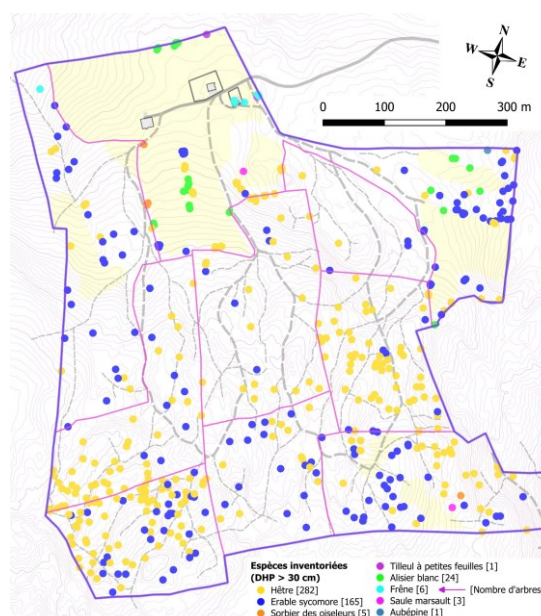 N
W E
S
0 100 200 300 m
Espèces inventoriées
(DHP > 30 cm)
Hêtre [282]
Erable sycomore [165]
Sorbier des oiseleurs [5]
Tilleul à petites feuilles [1]
Alisier blanc [24]
Frêne [6]
Saule marsault [3]
Aubépine [1]
[Nombre d'arbres]